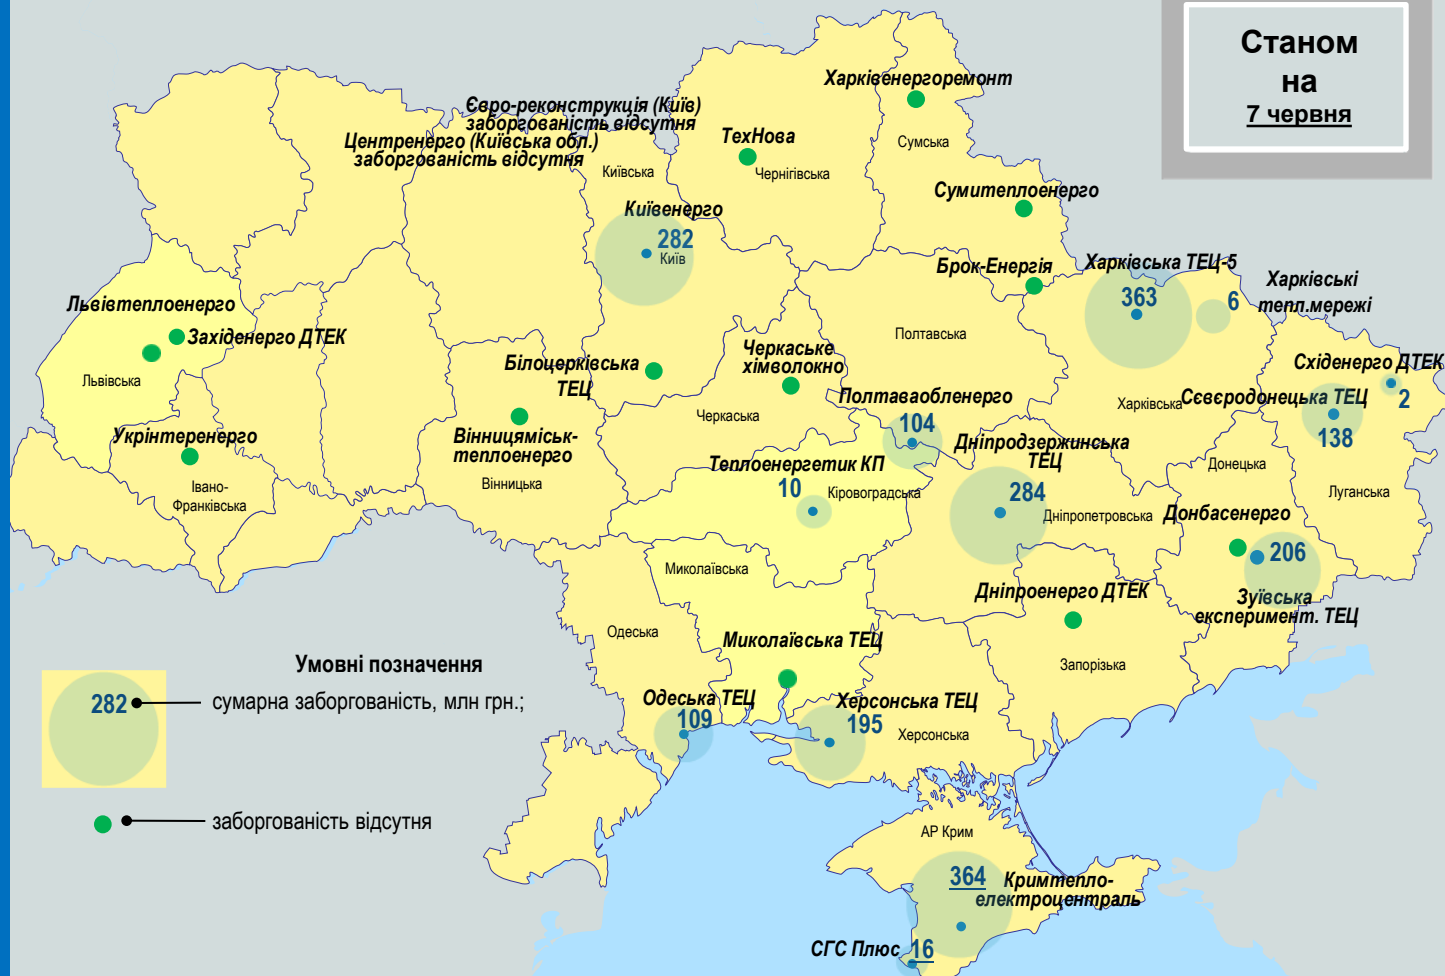 Станом
на
7 червня
Харківенергоремонт
Євро-реконструкція (Київ)
заборгованість відсутня
Центренерго (Київська обл.)
заборгованість відсутня
ТехНова
Сумська
Київська
Чернігівська
Сумитеплоенерго
Київенерго
282
Київ
Брок-Енергія
Харківська ТЕЦ-5
363
6
Харківські
тепл.мережі
Львівтеплоенерго
Західенерго ДТЕК
Львівська
Полтавська
Білоцерківська
ТЕЦ
Черкаське
хімволокно
Східенерго ДТЕК
2
Полтаваобленерго
104
Харківська
Сєвєродонецька ТЕЦ
138
Черкаська
Укрінтеренерго
Вінницяміськ-
теплоенерго
Вінницька
Дніпродзержинська
ТЕЦ
284
Теплоенергетик КП
10
Кіровоградська
Донецька
Луганська
Івано-
Франківська
Дніпропетровська
Донбасенерго
206
Зуївська
експеримент. ТЕЦ
Миколаївська
Дніпроенерго ДТЕК
Одеська
Миколаївська ТЕЦ
Запорізька
Умовні позначення
282
сумарна заборгованість, млн грн.;
Одеська ТЕЦ
109
Херсонська ТЕЦ
195
Херсонська
заборгованість відсутня
АР Крим
364
Кримтепло-
електроцентраль
СГС Плюс
16